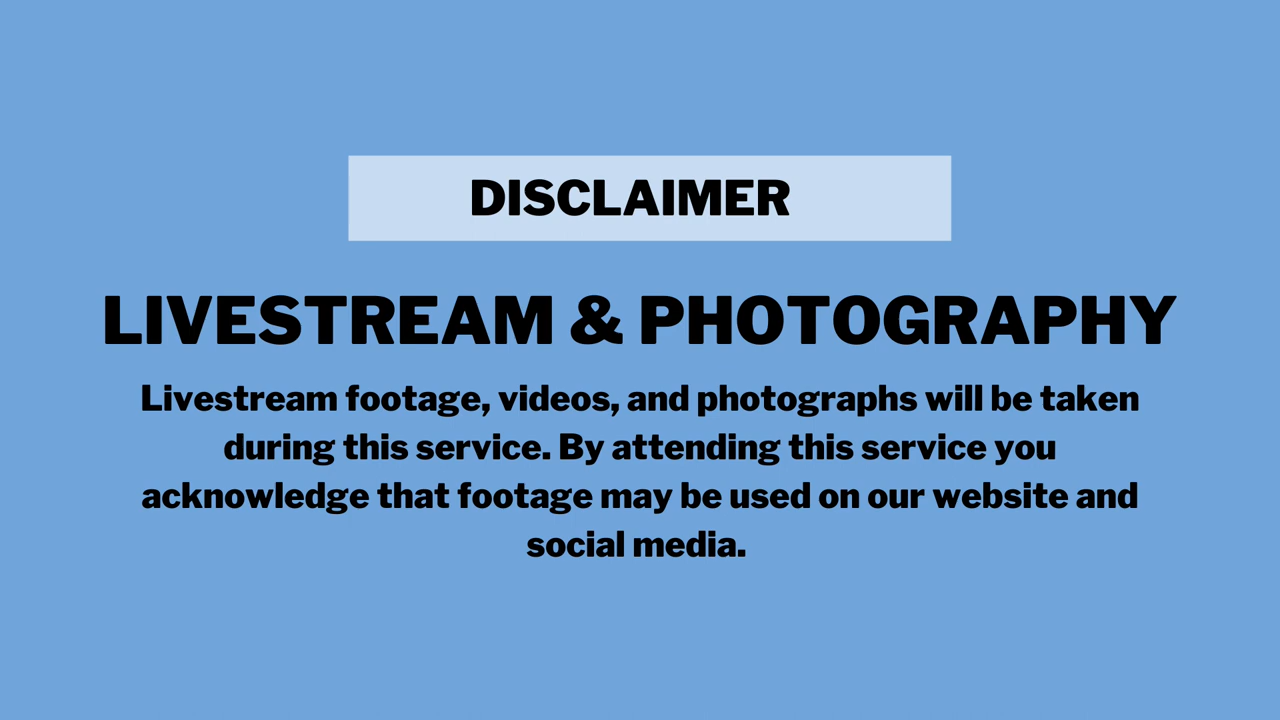 DISCLAIMER
LIVESTREAM & PHOTOGRAPHY
Livestream footage, videos, and photographs will be taken
during this service. By attending this service you
acknowledge that footage may be used on our website and
social media.